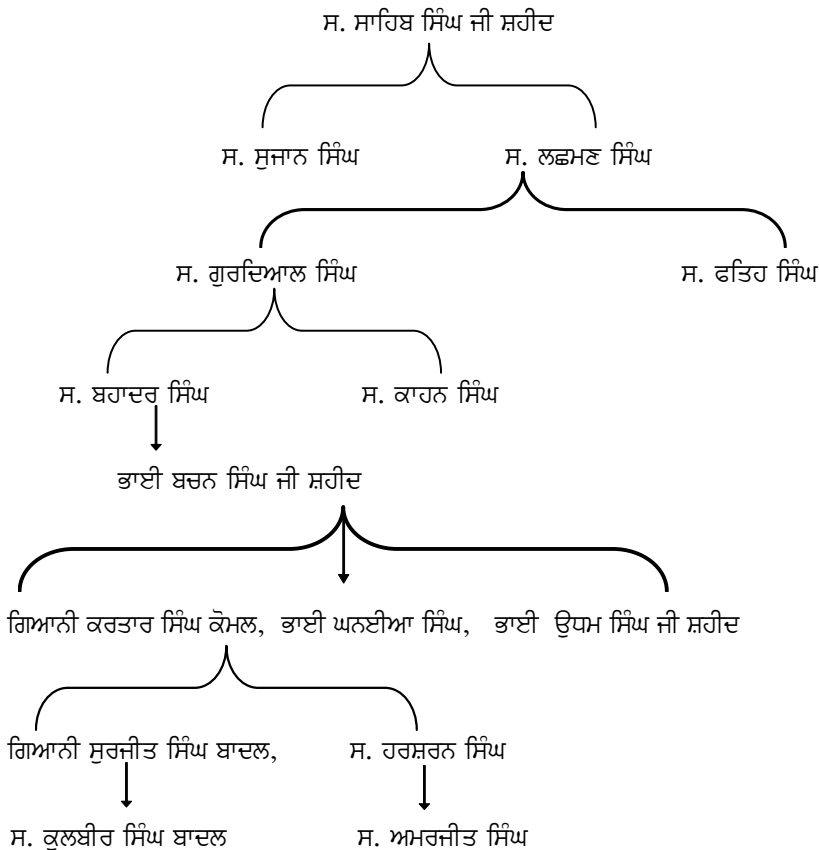 ਸ. ਸਾਹਿਬ ਸਿੰਘ ਜੀ ਸ਼ਹੀਦ
ਸ. ਸੁਜਾਨ ਸਿੰਘ ਸ. ਲਛਮਣ ਸਿੰਘ
ਸ. ਗੁਰਦਿਆਲ ਸਿੰਘ ਸ. ਫਤਿਹ ਸਿੰਘ
ਸ. ਬਹਾਦਰ ਸਿੰਘ ਸ. ਕਾਹਨ ਸਿੰਘ
ਭਾਈ ਬਚਨ ਸਿੰਘ ਜੀ ਸ਼ਹੀਦ
ਗਿਆਨੀ ਕਰਤਾਰ ਸਿੰਘ ਕੋਮਲ, ਭਾਈ ਘਨਈਆ ਸਿੰਘ, ਭਾਈ ਉਧਮ ਸਿੰਘ ਜੀ ਸ਼ਹੀਦ
ਗਿਆਨੀ ਸੁਰਜੀਤ ਸਿੰਘ ਬਾਦਲ, ਸ. ਹਰਸ਼ਰਨ ਸਿੰਘ
ਸ. ਕੁਲਬੀਰ ਸਿੰਘ ਬਾਦਲ ਸ. ਅਮਰਜੀਤ ਸਿੰਘ